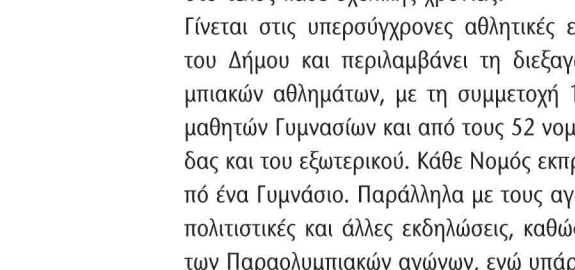 Γίνεται στις υπερσύγχρονες αθλητικές ε
του Δήμου και περιλαμβάνει τη διεξαγ
μπιακών αθλημάτων, με τη συμμετοχή 1
μαθητών Γυμνασίων και από τους 52 νομ
δας και του εξωτερικού. Κάθε Νομός εκπρ
πό ένα Γυμνάσιο. Παράλληλα με τους αγ
πολιτιστικές και άλλες εκδηλώσεις, καθώς
των Παραολυμπιακών αγώνων, ενώ υπάρ